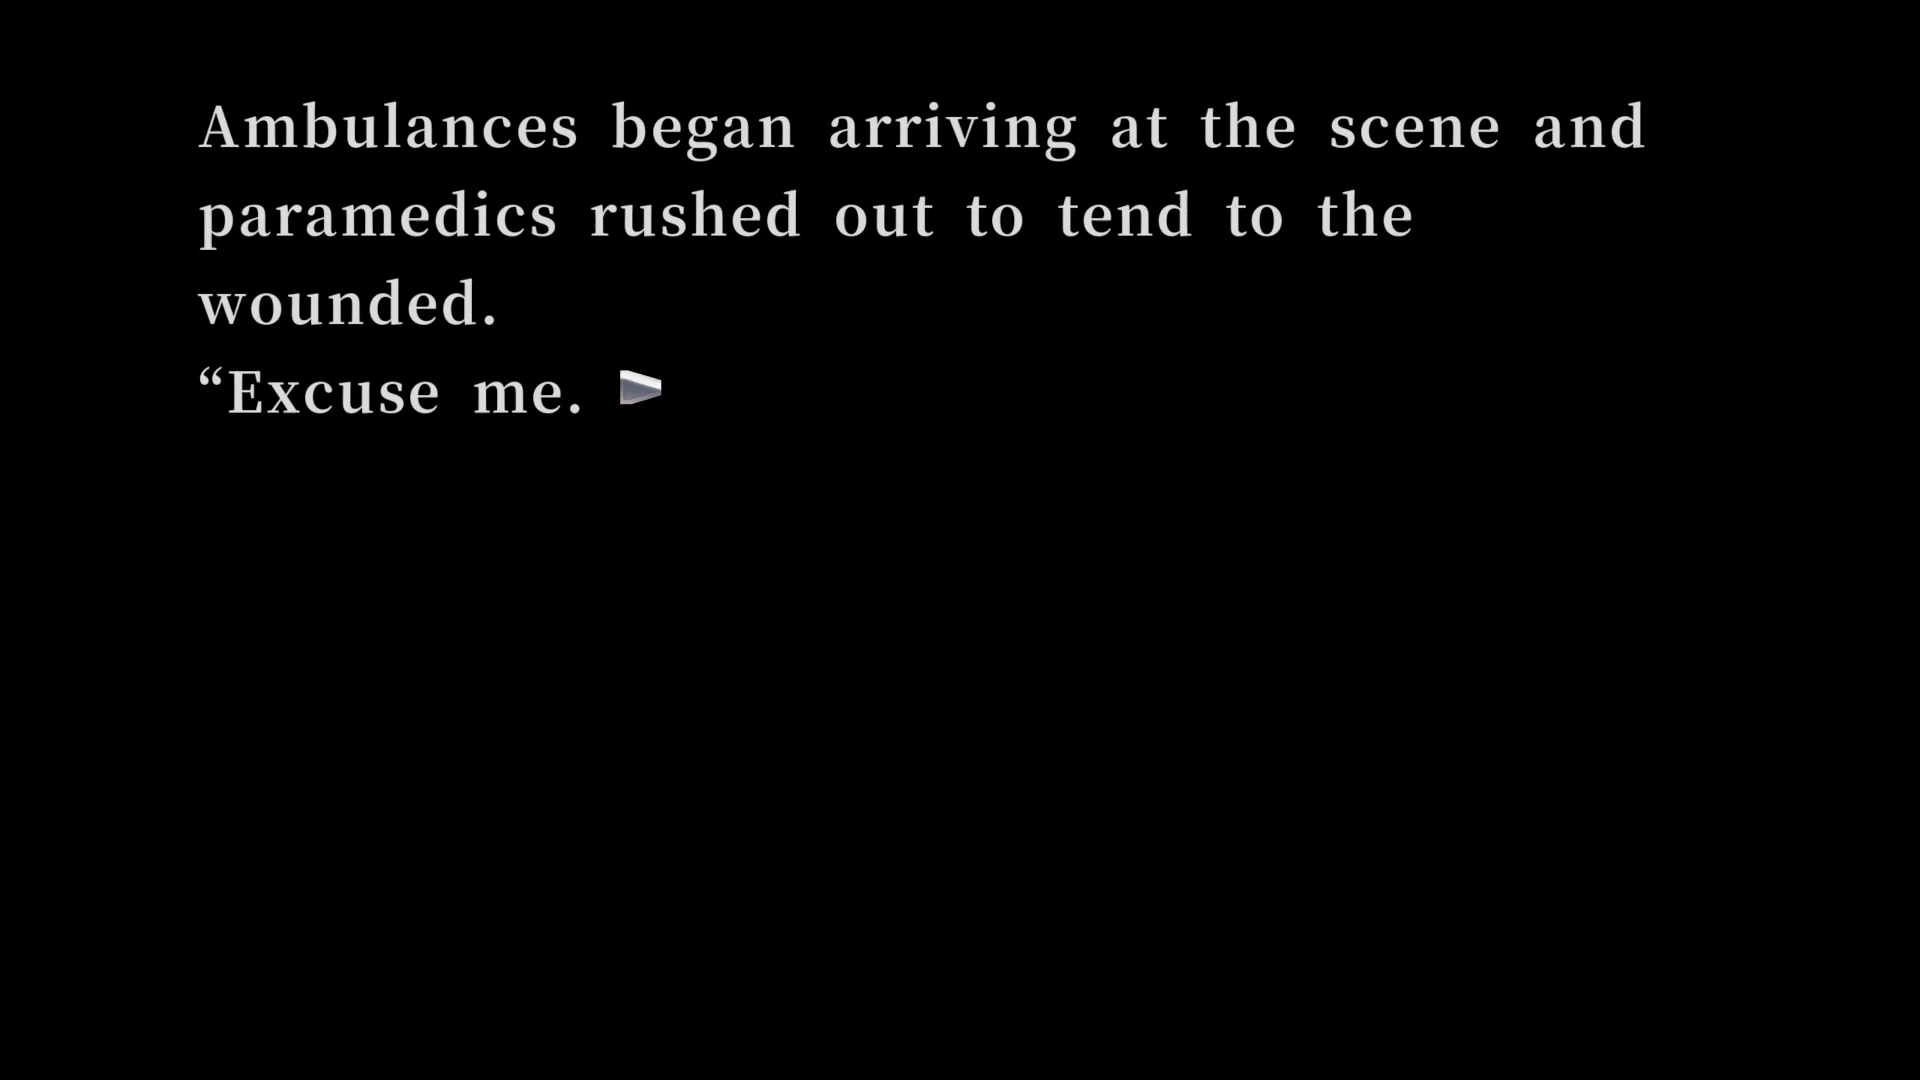 Ambulances began arriving at the scene and
paramedics rushed out to tend to the
wounded.
“Excuse me.